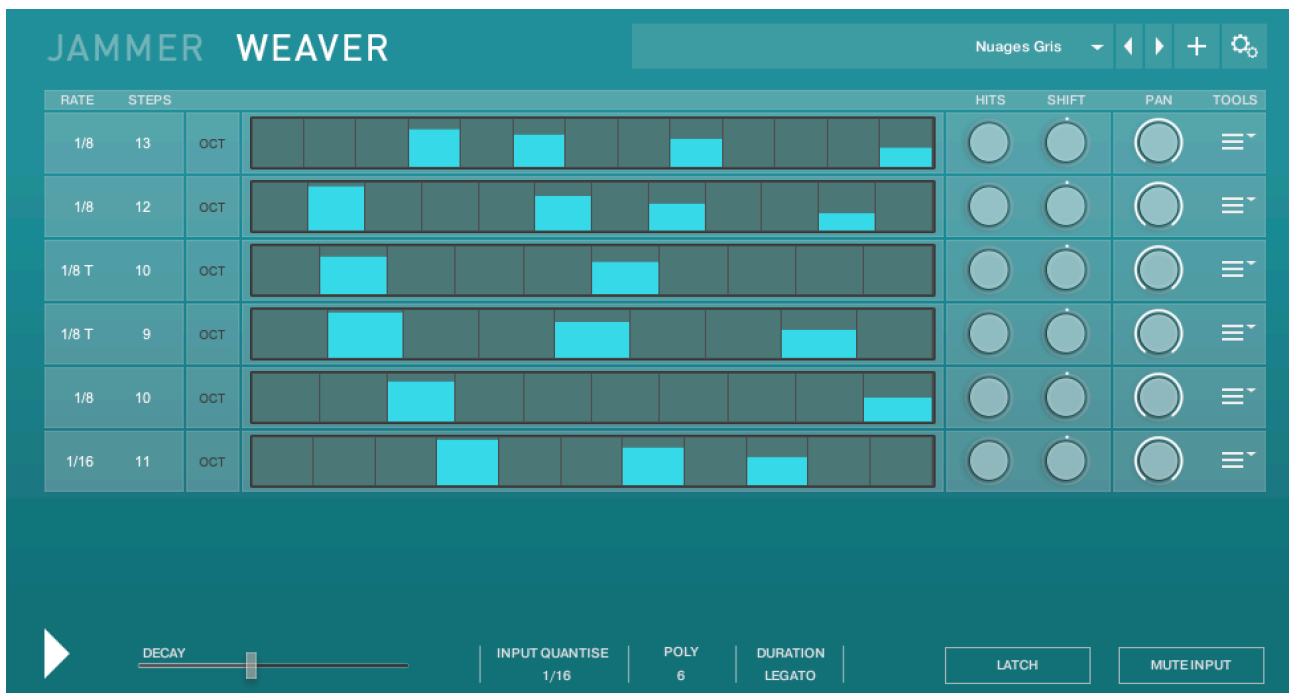 JAMMER WEAVER
Nuages Gris
RATE STEPS HITS SHIFT PAN TOOLS
1/8 13 OCT
1/8 12 OCT
1/8 T 10 OCT
1/8 T 9 OCT
1/8 10 OCT
1/16 11 OCT
DECAY
INPUT QUANTISE
1/16
POLY
6
DURATION
LEGATO
LATCH
MUTE INPUT